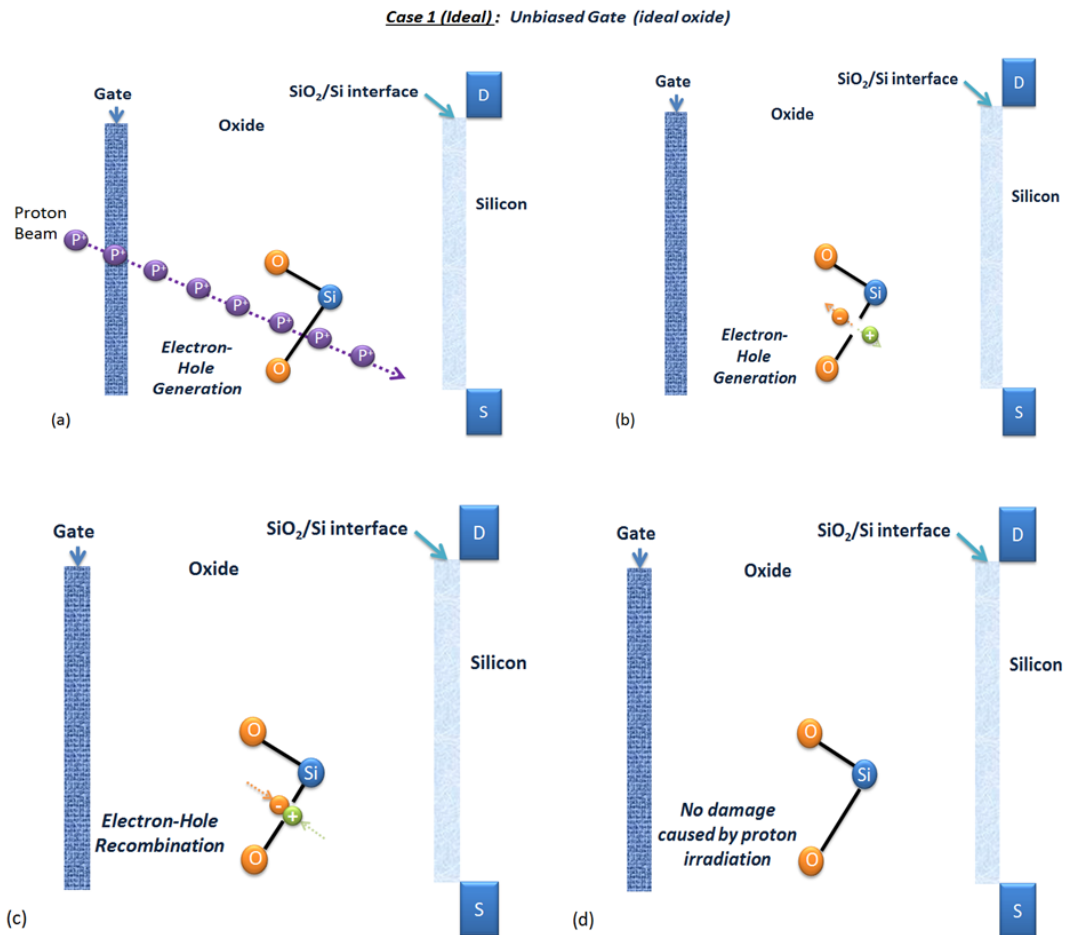 Case 1 (Ideal) : Unbiased Gate (ideal oxide)
Gate
Oxide
SiO₂/Si interface
D
Silicon
Proton
Beam
P⁺
P⁺
P⁺
P⁺
P⁺
P⁺
P⁺
P⁺
O
Si
O
Electron-
Hole
Generation
S
(a)
Gate
Oxide
SiO₂/Si interface
D
Silicon
O
Si
-
+
O
Electron-
Hole
Generation
S
(b)
Gate
Oxide
SiO₂/Si interface
D
Silicon
O
Si
-
+
O
Electron-Hole
Recombination
S
(c)
Gate
Oxide
SiO₂/Si interface
D
Silicon
O
Si
O
No damage
caused by proton
irradiation
S
(d)